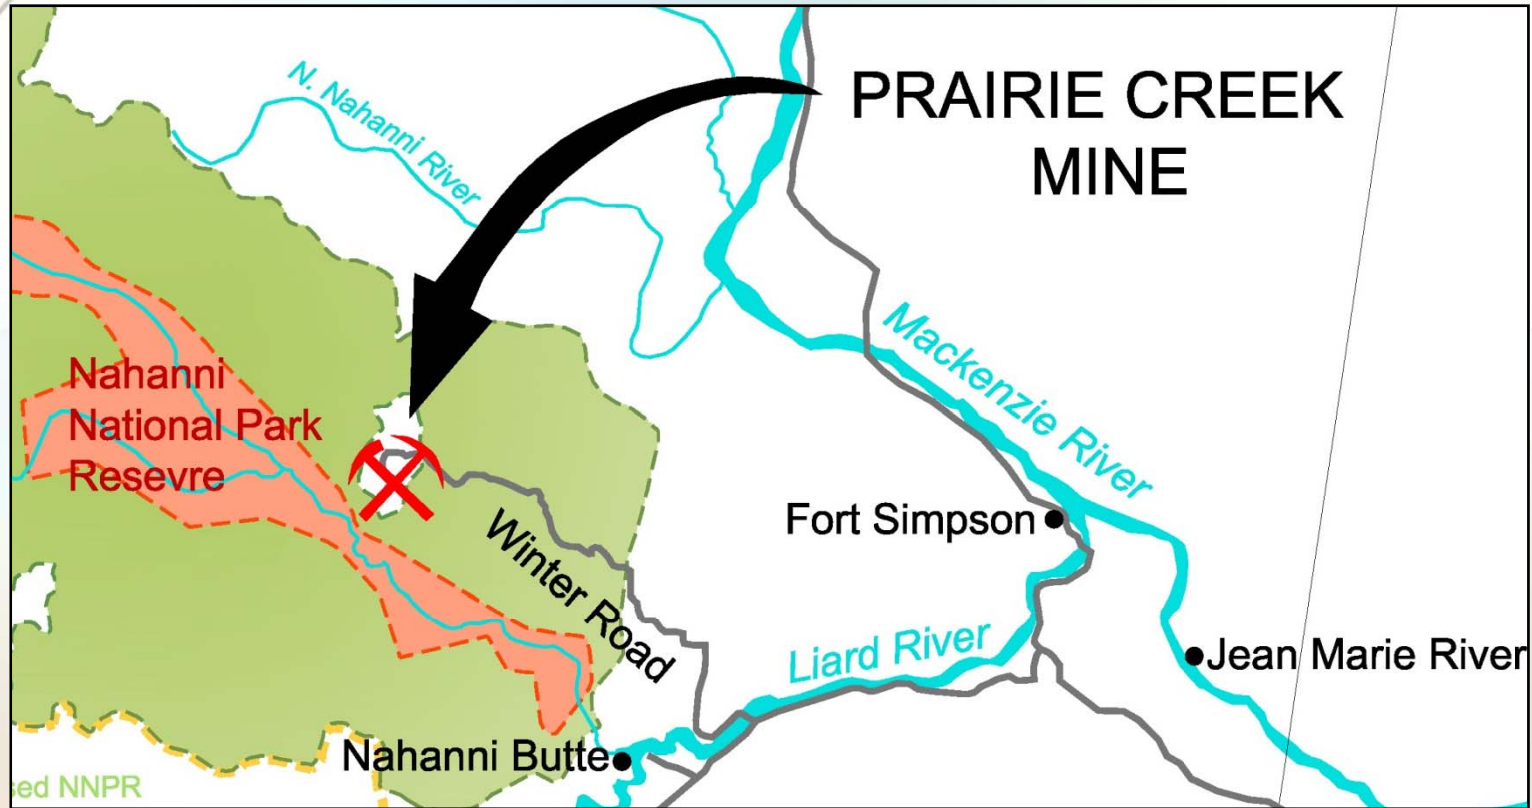 PRAIRIE CREEK
MINE
N. Nahanni River
Mackenzie River
Nahanni
National Park
Resevre
Winter Road
Fort Simpson
Liard River
Jean Marie River
Nahanni Butte
sed NNPR